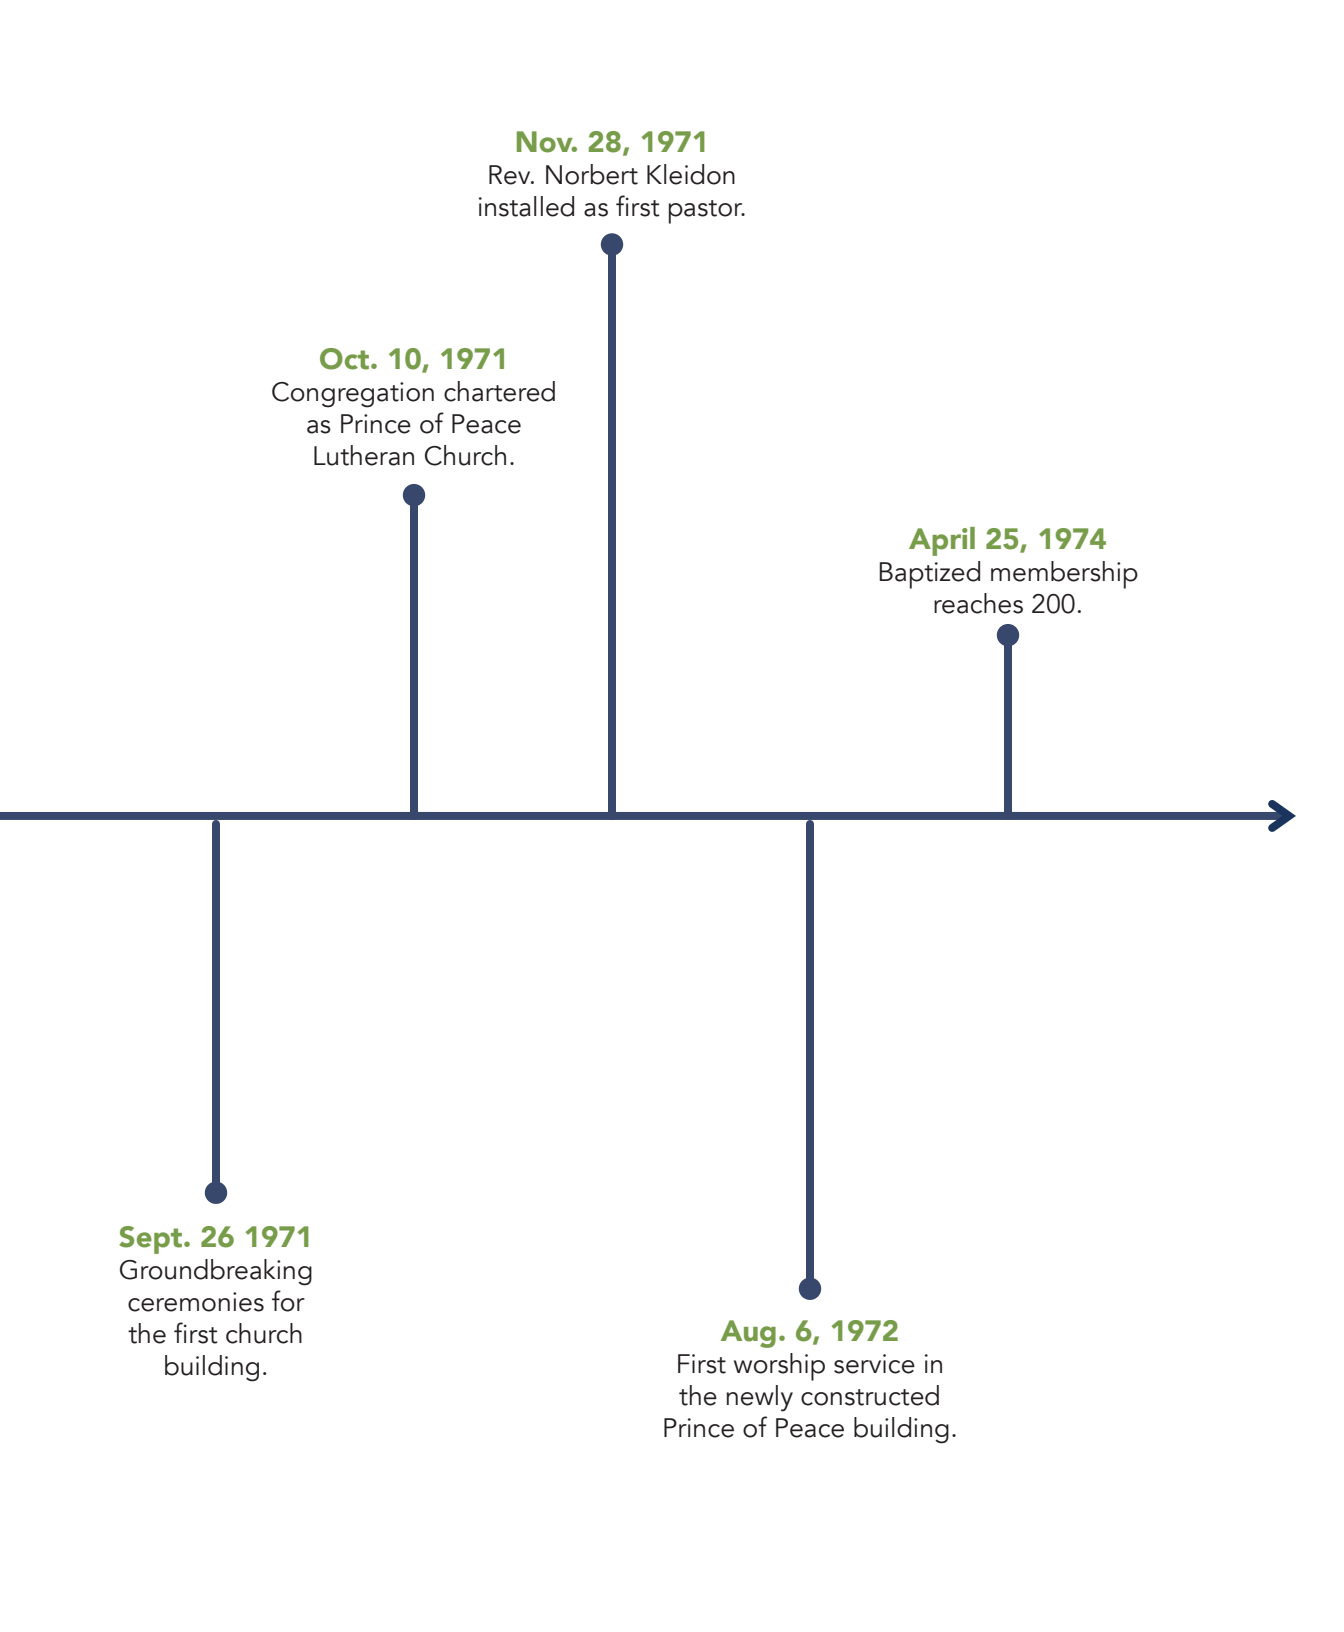 Nov. 28, 1971
Rev. Norbert Kleidon
installed as first pastor.
Oct. 10, 1971
Congregation chartered
as Prince of Peace
Lutheran Church.
April 25, 1974
Baptized membership
reaches 200.
Sept. 26 1971
Groundbreaking
ceremonies for
the first church
building.
Aug. 6, 1972
First worship service in
the newly constructed
Prince of Peace building.